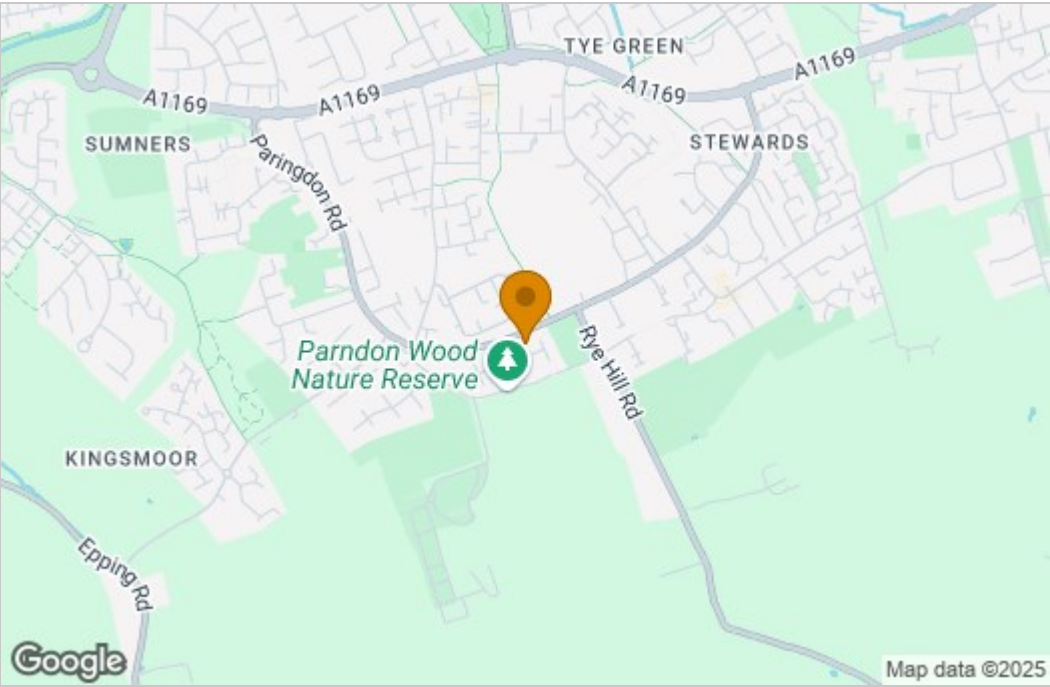 TYE GREEN
A1169
A1169
A1169
A1169
SUMNERS
STEWARDS
Paringdon Rd
Parndon Wood
Nature Reserve
Rye Hill Rd
KINGSMOOR
Epping Rd
Google
Map data ©2025